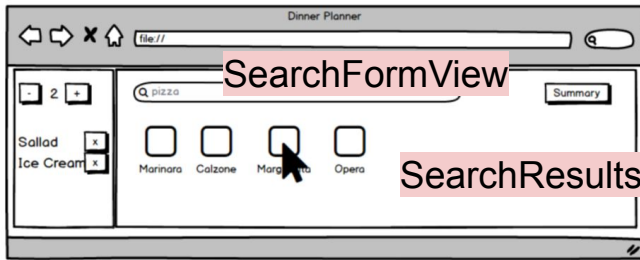 Dinner Planner
file://
SearchFormView
- 2 +
pizza
Summary
Sallad x
Ice Cream x
Marinara Calzone Opera
SearchResults